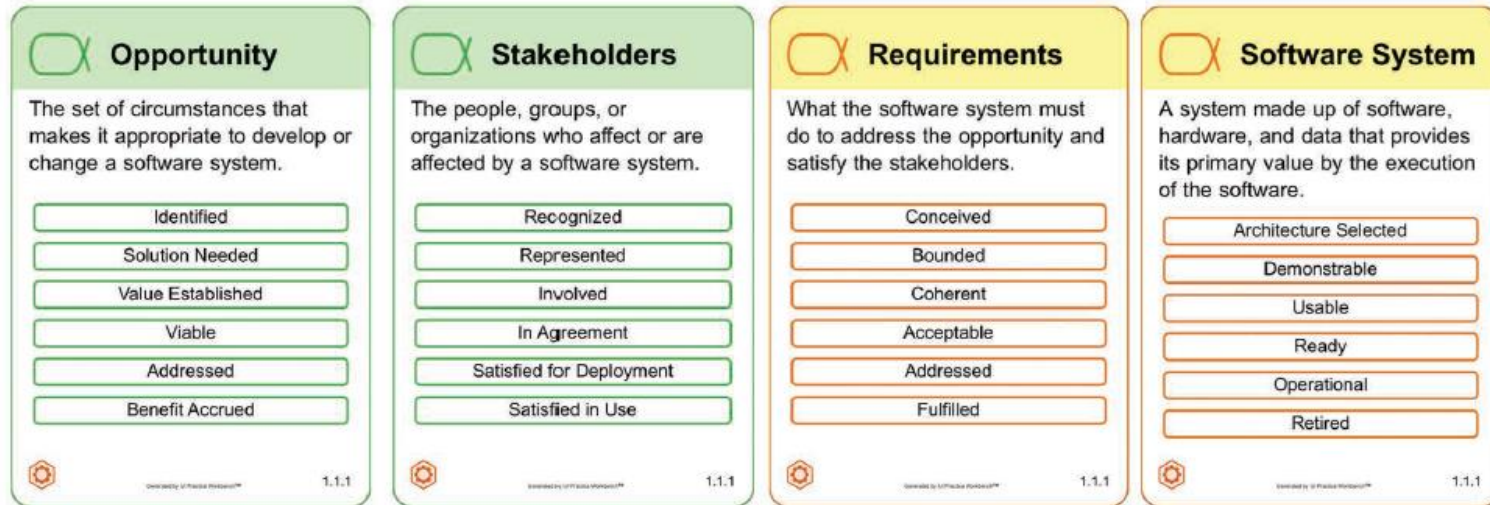 Opportunity
The set of circumstances that
makes it appropriate to develop or
change a software system.
Identified
Solution Needed
Value Established
Viable
Addressed
Benefit Accrued
1.1.1
Stakeholders
The people, groups, or
organizations who affect or are
affected by a software system.
Recognized
Represented
Involved
In Agreement
Satisfied for Deployment
Satisfied in Use
1.1.1
Requirements
What the software system must
do to address the opportunity and
satisfy the stakeholders.
Conceived
Bounded
Coherent
Acceptable
Addressed
Fulfilled
1.1.1
Software System
A system made up of software,
hardware, and data that provides
its primary value by the execution
of the software.
Architecture Selected
Demonstrable
Usable
Ready
Operational
Retired
1.1.1